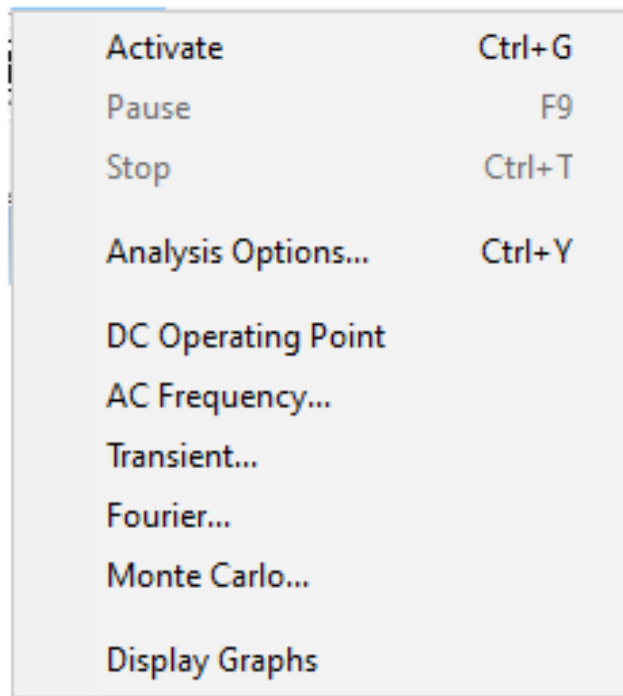 Activate Ctrl+G
Pause F9
Stop Ctrl+T
Analysis Options... Ctrl+Y
DC Operating Point
AC Frequency...
Transient...
Fourier...
Monte Carlo...
Display Graphs